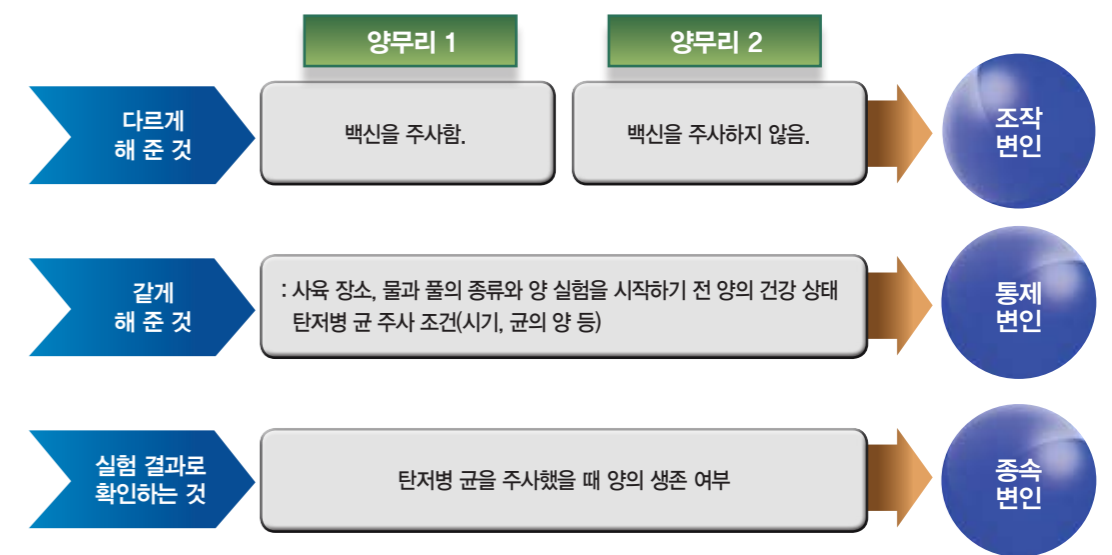 양무리 1
양무리 2
다르게
해 준 것
백신을 주사함.
백신을 주사하지 않음.
조작
변인
같게
해 준 것
: 사육 장소, 물과 풀의 종류와 양 실험을 시작하기 전 양의 건강 상태
탄저병 균 주사 조건(시기, 균의 양 등)
통제
변인
실험 결과로
확인하는 것
탄저병 균을 주사했을 때 양의 생존 여부
종속
변인